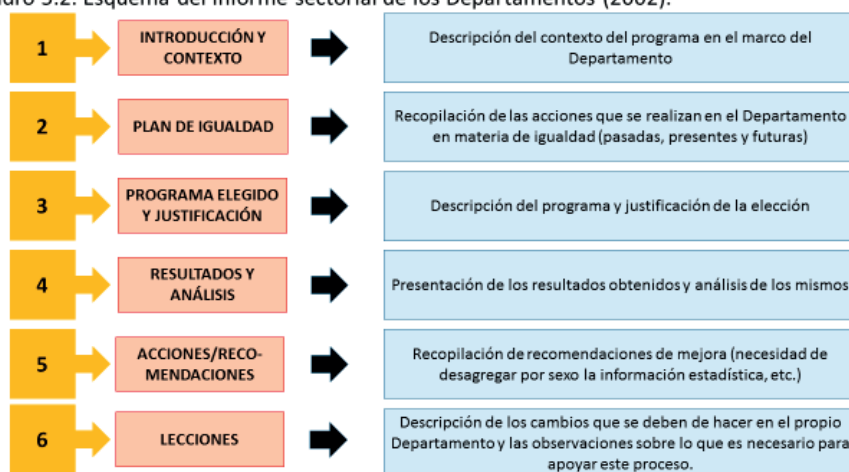 Esquema del informe sectorial de los Departamentos (2002).
1
INTRODUCCIÓN Y
CONTEXTO
Descripción del contexto del programa en el marco del
Departamento
2
PLAN DE IGUALDAD
Recopilación de las acciones que se realizan en el Departamento
en materia de igualdad (pasadas, presentes y futuras)
3
PROGRAMA ELEGIDO
Y JUSTIFICACIÓN
Descripción del programa y justificación de la elección
4
RESULTADOS Y
ANÁLISIS
Presentación de los resultados obtenidos y análisis de los mismos
5
ACCIONES/RECO-
MENDACIONES
Recopilación de recomendaciones de mejora (necesidad de
desagregar por sexo la información estadística, etc.)
6
LECCIONES
Descripción de los cambios que se deben de hacer en el propio
Departamento y las observaciones sobre lo que es necesario para
apoyar este proceso.